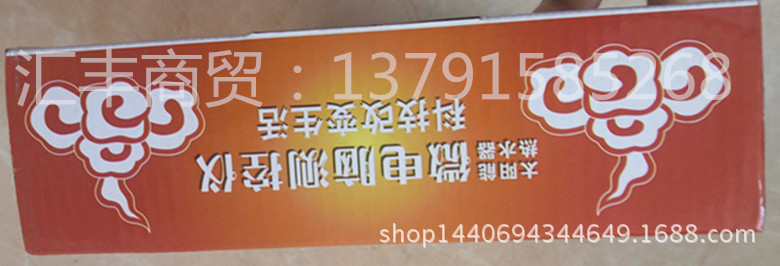 汇丰商贸：13791585268
太阳能
热水器
微电脑测控仪
科技改变生活
shop1440694344649.1688.com